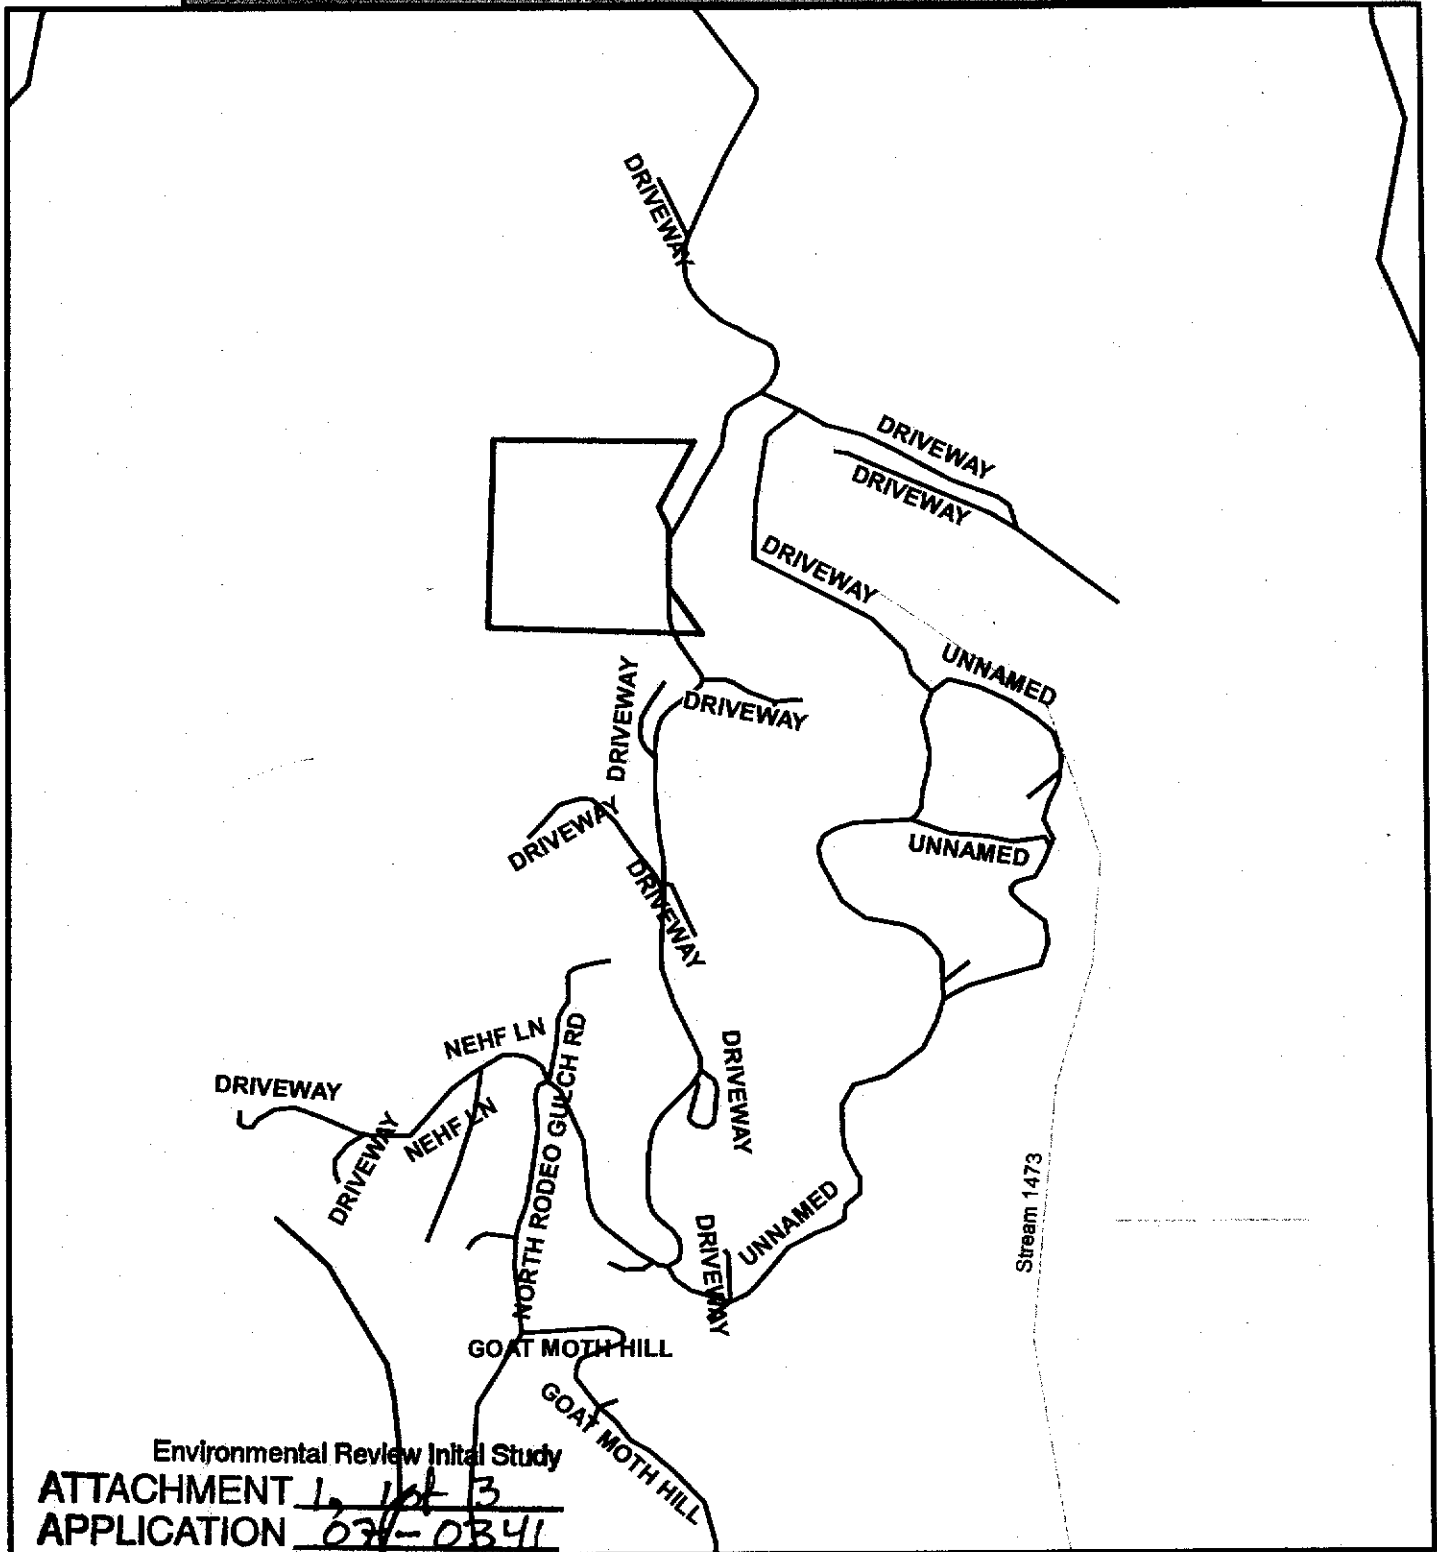 DRIVEWAY
DRIVEWAY
DRIVEWAY
DRIVEWAY
UNNAMED
DRIVEWAY
DRIVEWAY
DRIVEWAY
UNNAMED
DRIVEWAY
NEHF LN
DRIVEWAY
DRIVEWAY
NEHF LN
DRIVEWAY
NORTH RODEO GULCH RD
Stream 1473
UNNAMED
DRIVEWAY
GOAT MOTH HILL
GOAT MOTH HILL
Environmental Review Inital Study
ATTACHMENT 1, 1 of 3
APPLICATION 07-0341